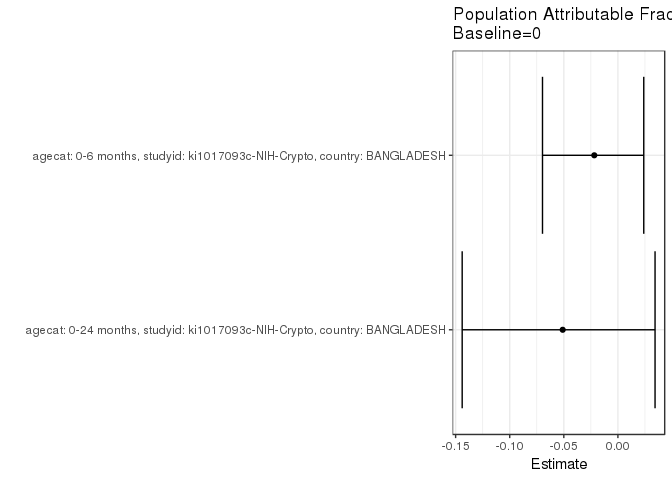 Population Attributable Frac
Baseline=0
agecat: 0-6 months, studyid: ki1017093c-NIH-Crypto, country: BANGLADESH
agecat: 0-24 months, studyid: ki1017093c-NIH-Crypto, country: BANGLADESH
-0.15 -0.10 -0.05 0.00
Estimate